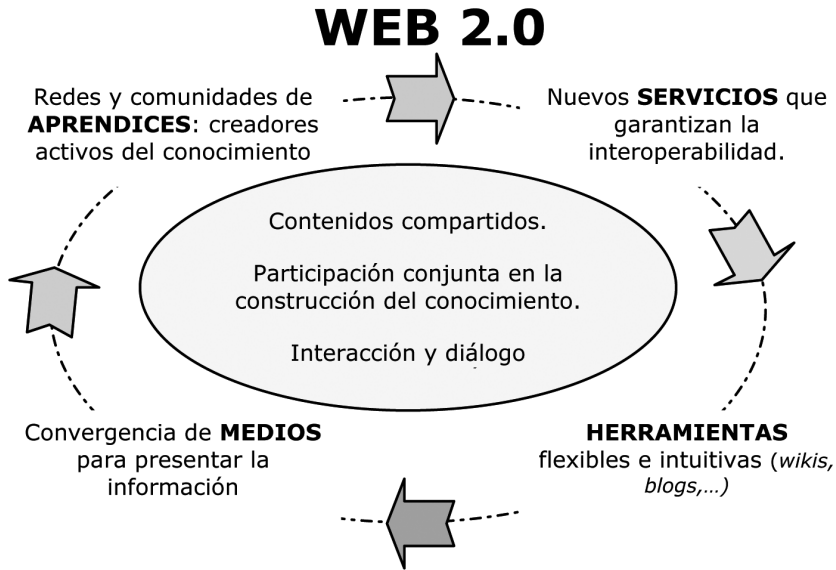 WEB 2.0
Redes y comunidades de
APRENDICES: creadores
activos del conocimiento
Nuevos SERVICIOS que
garantizan la
interoperabilidad.
Contenidos compartidos.
Participación conjunta en la
construcción del conocimiento.
Interacción y diálogo
Convergencia de MEDIOS
para presentar la
información
HERRAMIENTAS
flexibles e intuitivas (wikis,
blogs,...)